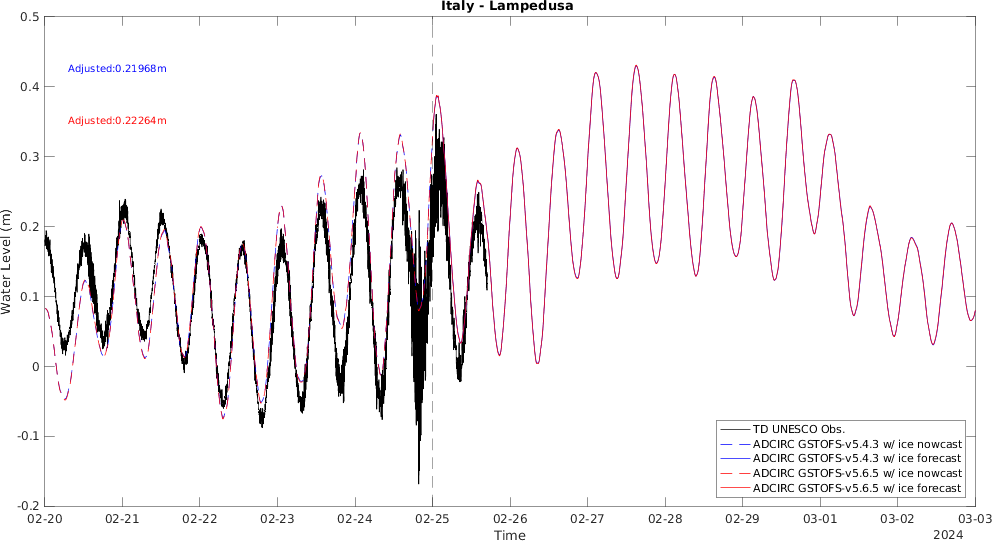 Italy - Lampedusa
Adjusted:0.21968m
Adjusted:0.22264m
Water Level (m)
0.5
0.4
0.3
0.2
0.1
0
-0.1
-0.2
TD UNESCO Obs.
ADCIRC GSTOFS-v5.4.3 w/ ice nowcast
ADCIRC GSTOFS-v5.4.3 w/ ice forecast
ADCIRC GSTOFS-v5.6.5 w/ ice nowcast
ADCIRC GSTOFS-v5.6.5 w/ ice forecast
02-20 02-21 02-22 02-23 02-24 02-25 02-26 02-27 02-28 02-29 03-01 03-02 03-03
Time
2024